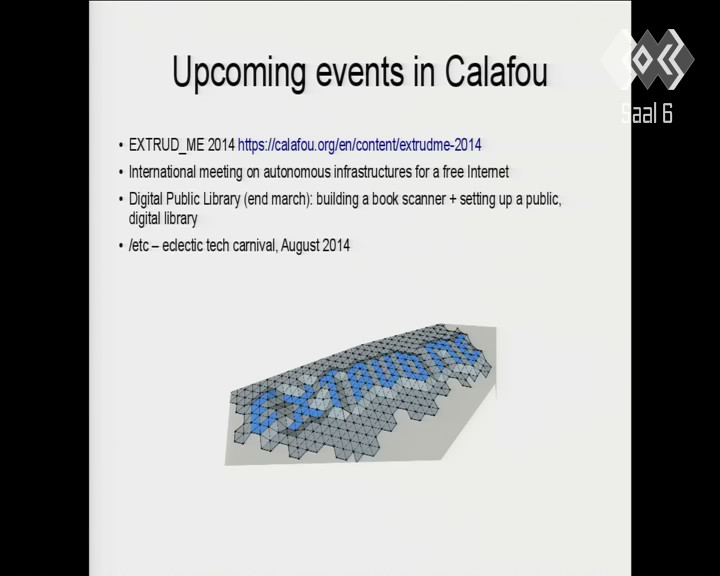 Upcoming events in Calafou
Saal 6
• EXTRUD_ME 2014 https://calafou.org/en/content/extrudme-2014
• International meeting on autonomous infrastructures for a free Internet
• Digital Public Library (end march): building a book scanner + setting up a public,
digital library
• /etc – eclectic tech carnival, August 2014
EXTRUDME